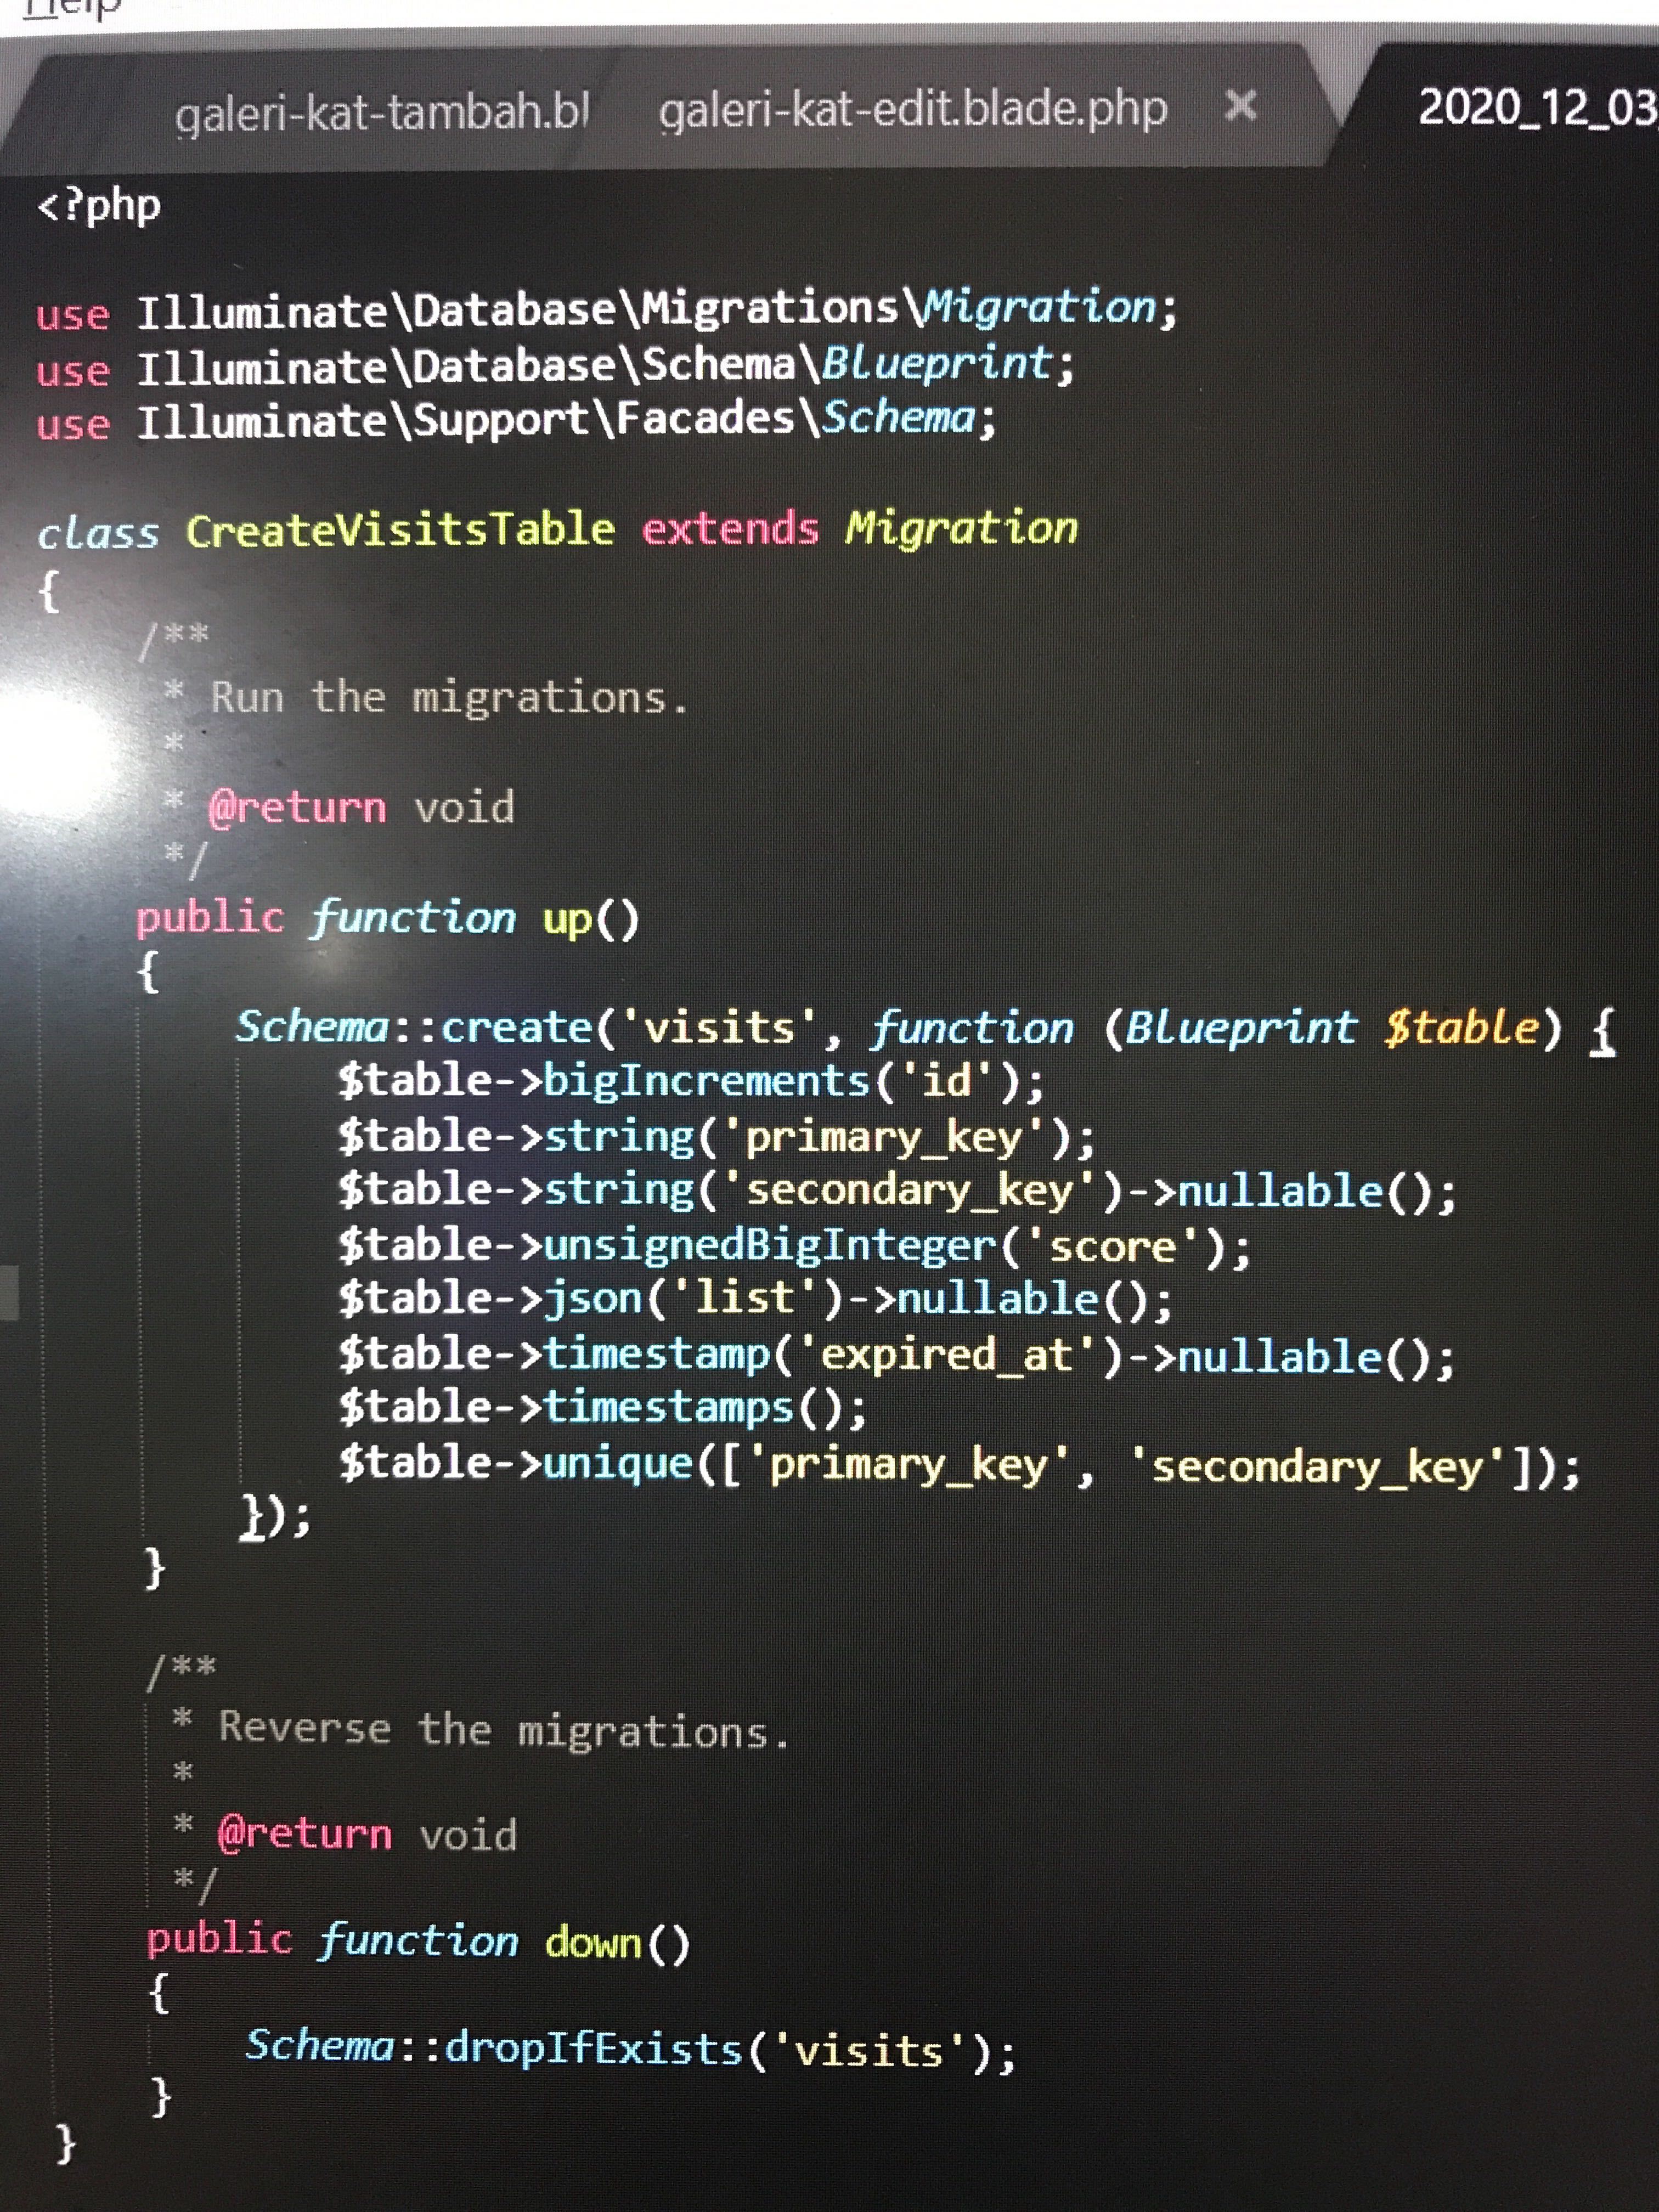 Help
galeri-kat-tambah.bl galeri-kat-edit.blade.php × 2020_12_03
<?php
use Illuminate\Database\Migrations\Migration;
use Illuminate\Database\Schema\Blueprint;
use Illuminate\Support\Facades\Schema;
class CreateVisitsTable extends Migration
{
    /**
     * Run the migrations.
     *
     * @return void
     */
    public function up()
    {
        Schema::create('visits', function (Blueprint $table) {
            $table->bigIncrements('id');
            $table->string('primary_key');
            $table->string('secondary_key')->nullable();
            $table->unsignedBigInteger('score');
            $table->json('list')->nullable();
            $table->timestamp('expired_at')->nullable();
            $table->timestamps();
            $table->unique(['primary_key', 'secondary_key']);
        });
    }
    /**
     * Reverse the migrations.
     *
     * @return void
     */
    public function down()
    {
        Schema::dropIfExists('visits');
    }
}